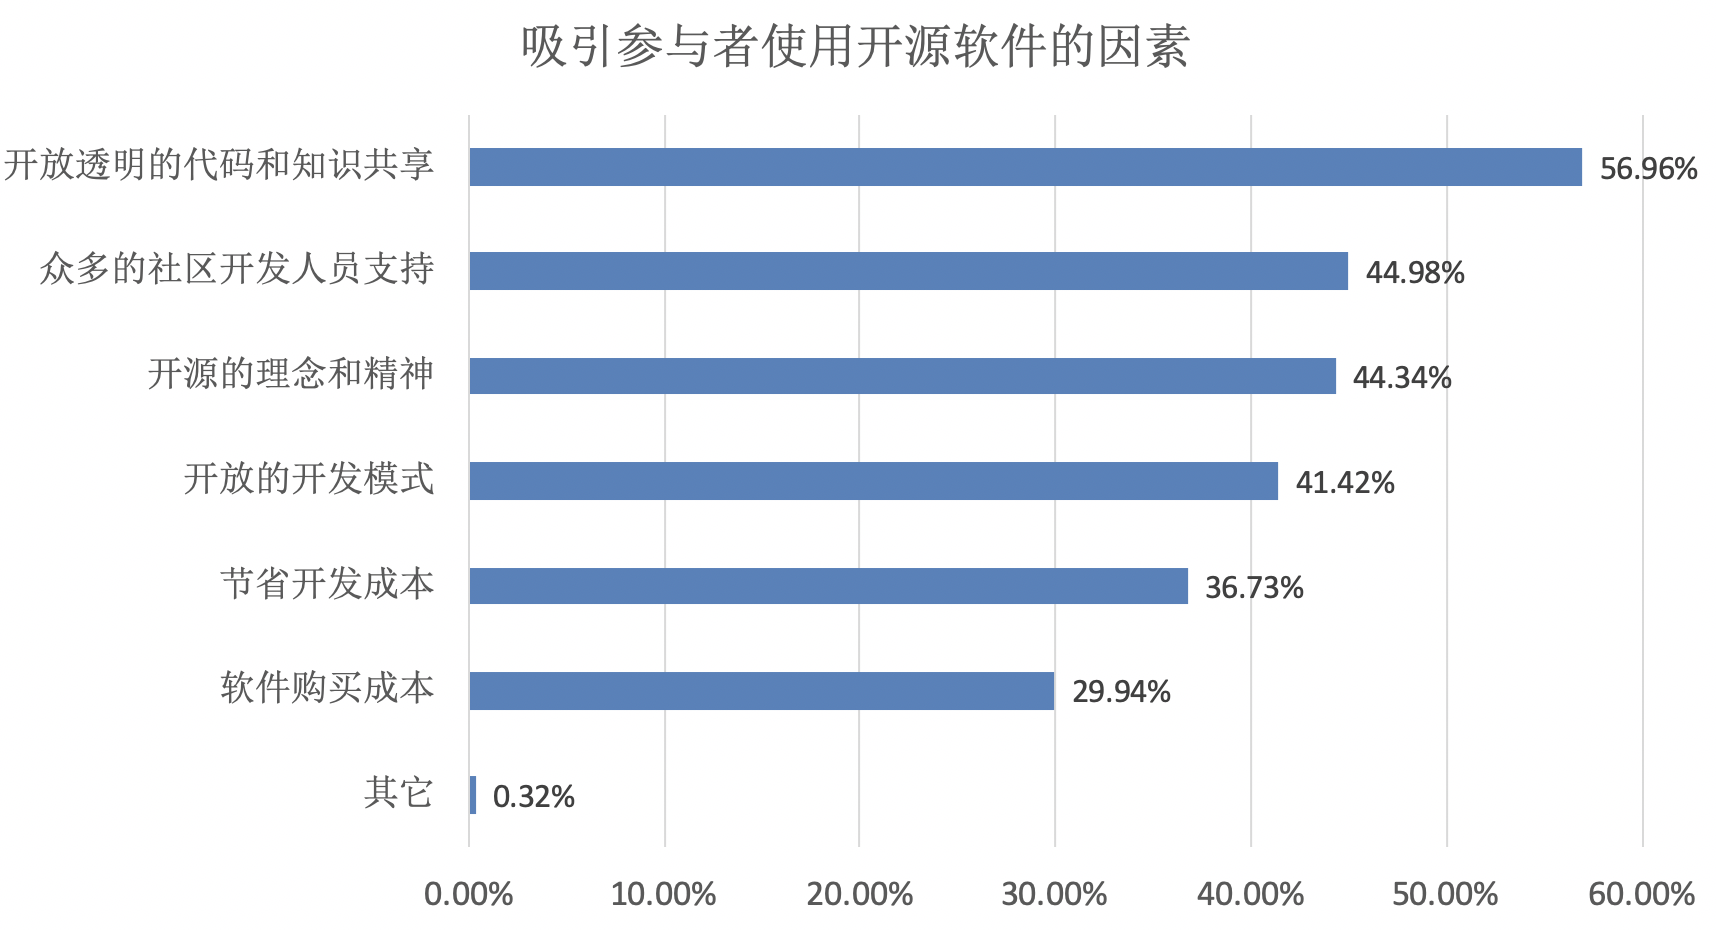 吸引参与者使用开源软件的因素
开放透明的代码和知识共享
56.96%
众多的社区开发人员支持
44.98%
开源的理念和精神
44.34%
开放的开发模式
41.42%
节省开发成本
36.73%
软件购买成本
29.94%
其它
0.32%
0.00% 10.00% 20.00% 30.00% 40.00% 50.00% 60.00%